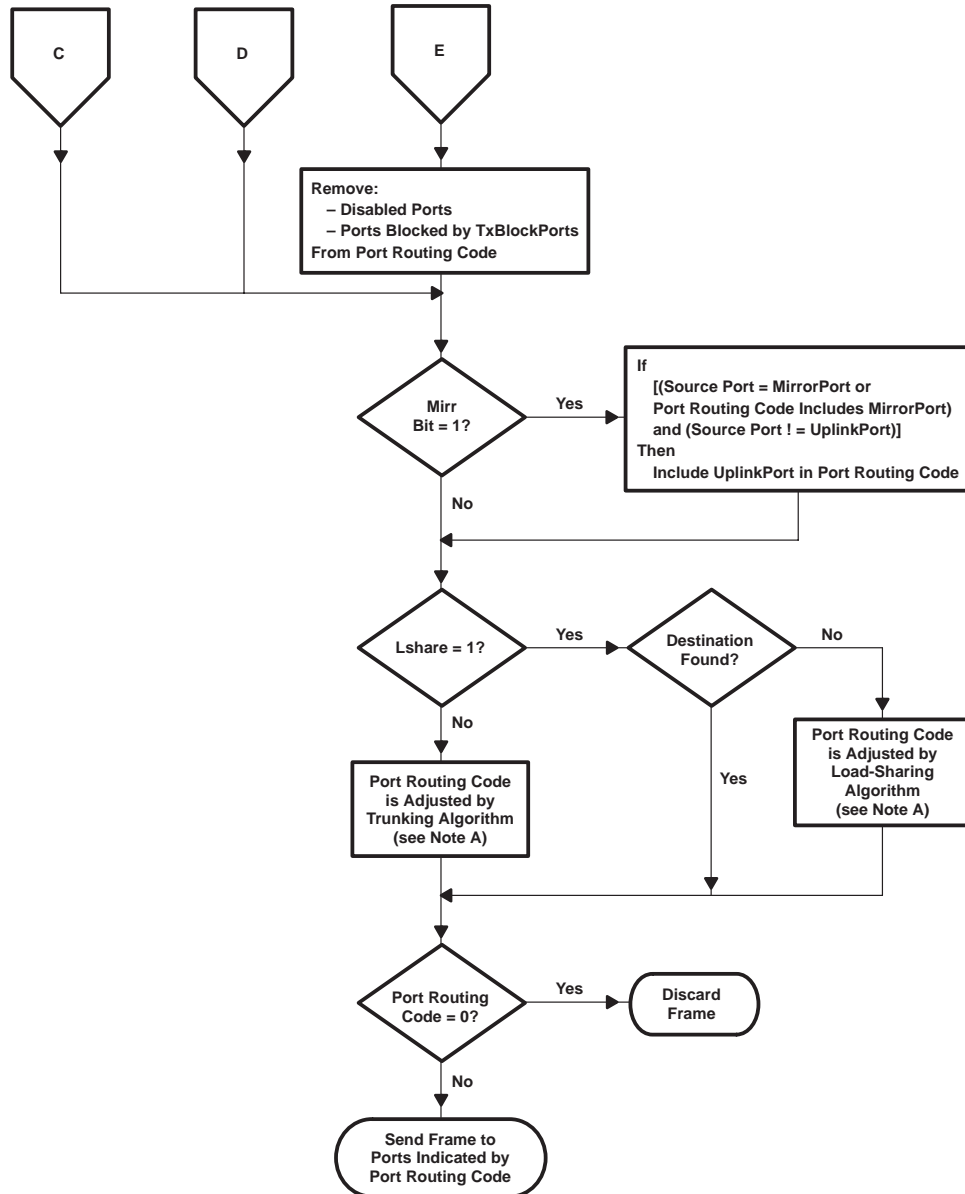 C
D
E
Remove:
– Disabled Ports
– Ports Blocked by TxBlockPorts
From Port Routing Code
Mirr
Bit = 1?
Yes
If
[(Source Port = MirrorPort or
Port Routing Code Includes MirrorPort)
and (Source Port ! = UplinkPort)]
Then
Include UplinkPort in Port Routing Code
No
Lshare = 1?
Yes
Destination
Found?
No
No
Port Routing Code
is Adjusted by
Trunking Algorithm
(see Note A)
Yes
Port Routing Code
is Adjusted by
Load-Sharing
Algorithm
(see Note A)
Port Routing
Code = 0?
Yes
Discard
Frame
No
Send Frame to
Ports Indicated by
Port Routing Code